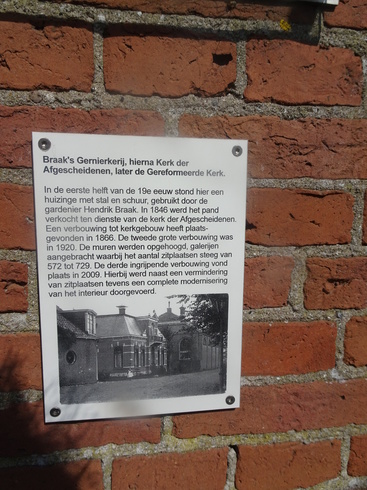 Braak's Gernierkerij, hierna Kerk der
Afgescheidenen, later de Gereformeerde Kerk.
In de eerste helft van de 19e eeuw stond hier een
huizinge met stal en schuur, gebruikt door de
gardenier Hendrik Braak. In 1846 werd het pand
verkocht ten dienste van de kerk der Afgescheidenen.
Een verbouwing tot kerkgebouw heeft plaats-
gevonden in 1866. De tweede grote verbouwing was
in 1920. De muren werden opgehoogd, galerijen
aangebracht waarbij het aantal zitplaatsen steeg van
572 tot 729. De derde ingrijpende verbouwing vond
plaats in 2009. Hierbij werd naast een vermindering
van zitplaatsen tevens een complete modernisering
van het interieur doorgevoerd.